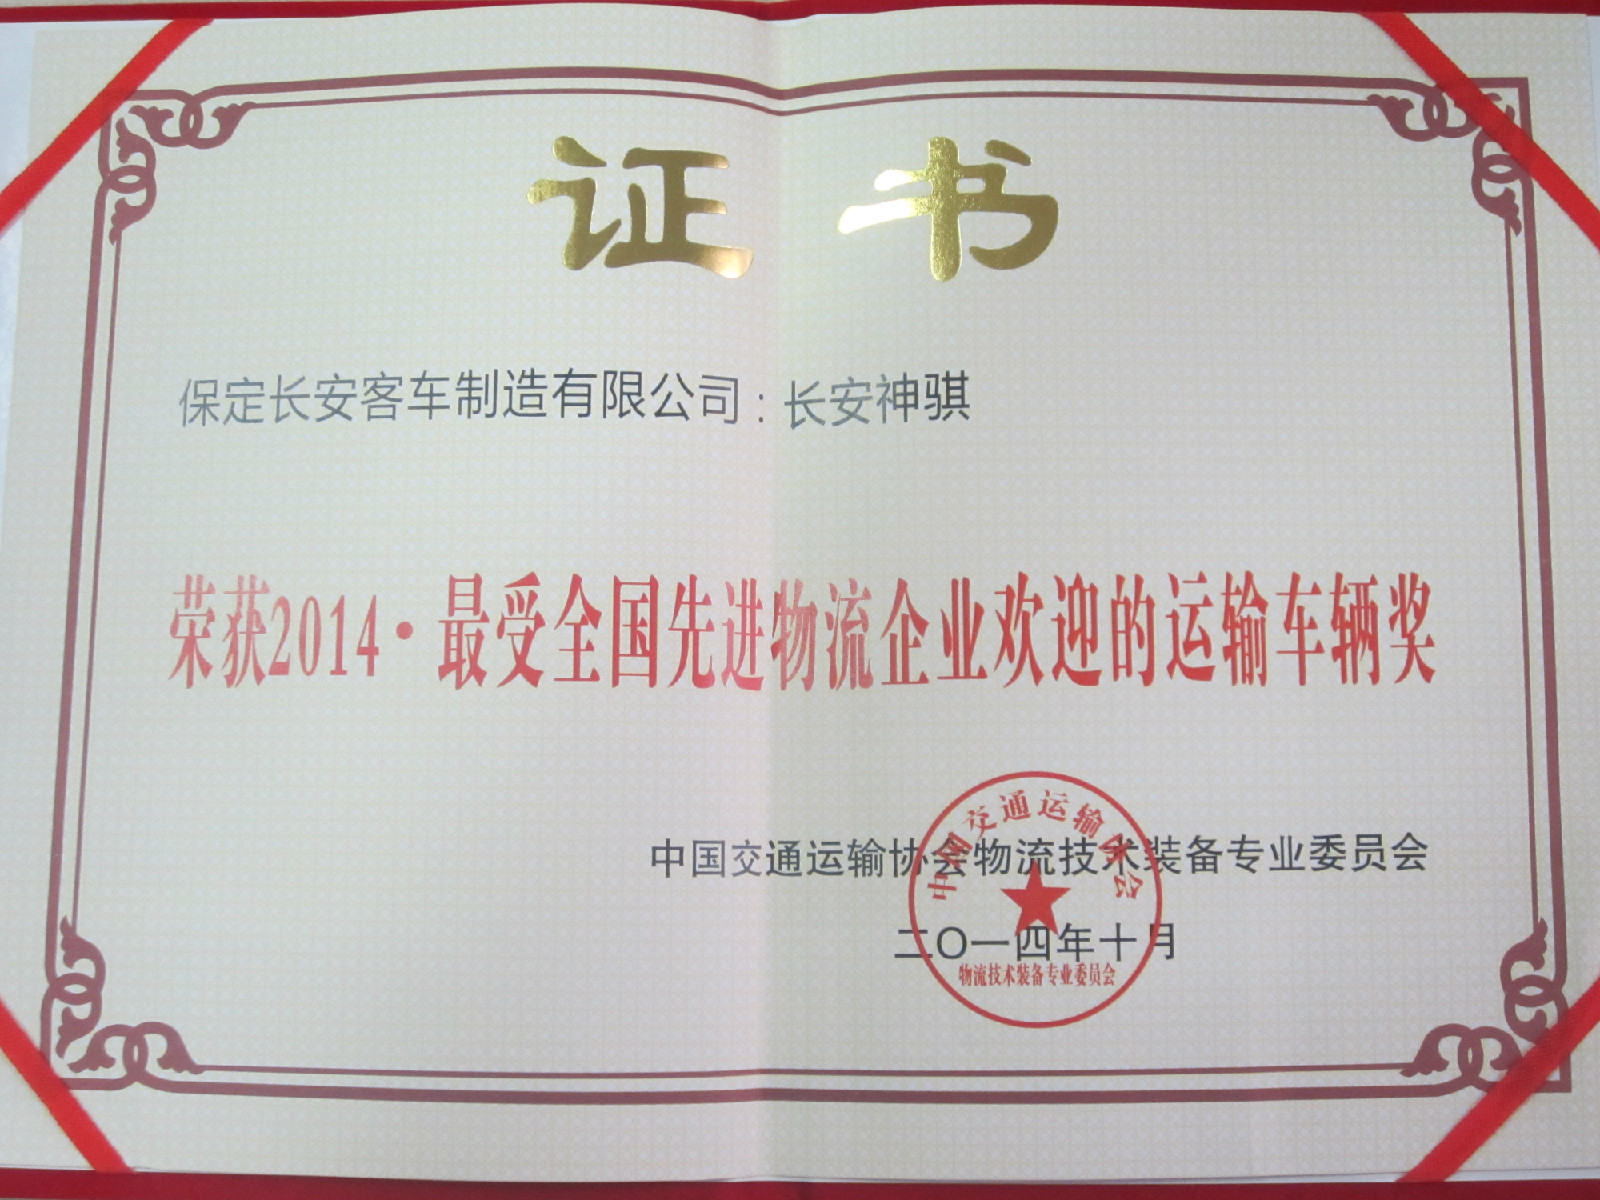 证书
保定长安客车制造有限公司：长安神骐
荣获2014·最受全国先进物流企业欢迎的运输车辆奖
中国交通运输协会物流技术装备专业委员会
二〇一四年十月
中国交通运输协会
物流技术装备专业委员会